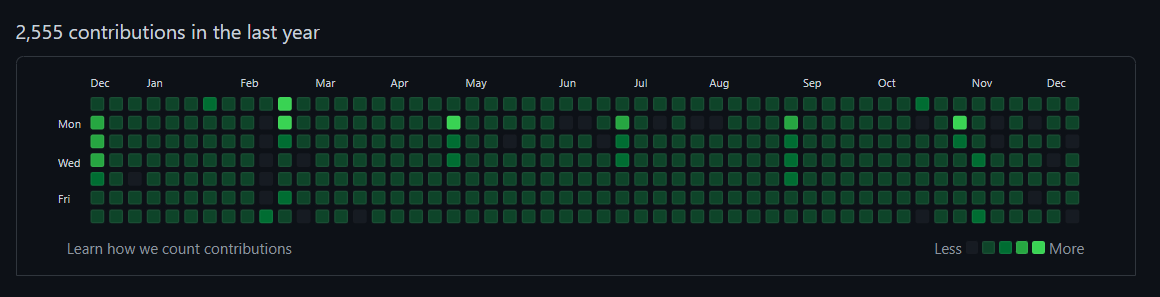 2,555 contributions in the last year
Dec Jan Feb Mar Apr May Jun Jul Aug Sep Oct Nov Dec
Mon
Wed
Fri
Learn how we count contributions
Less More